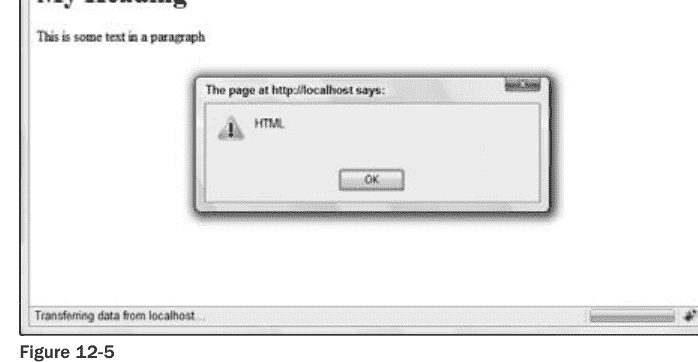 My Heading
This is some text in a paragraph
The page at http://localhost says:
HTML
OK
Transferring data from localhost...
Figure 12-5